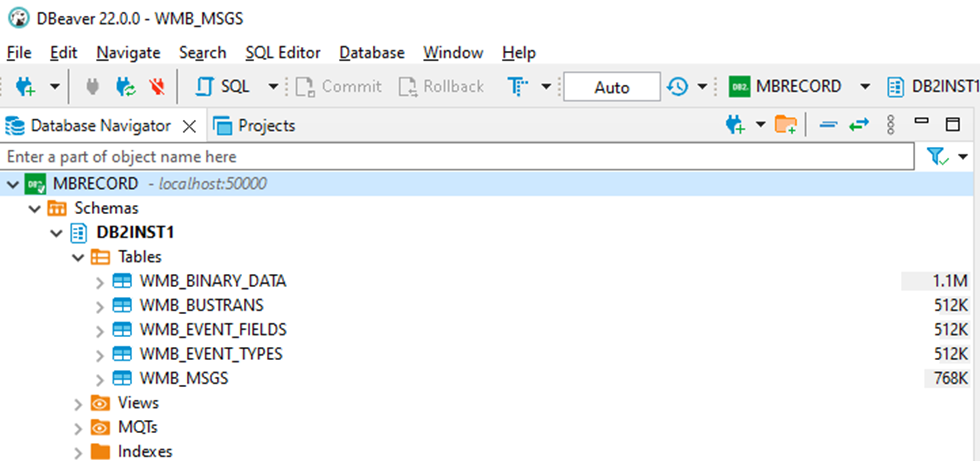 DBeaver 22.0.0 - WMB_MSGS
File Edit Navigate Search SQL Editor Database Window Help
SQL Commit Rollback Auto DB2. MBRECORD DB2INST1
Database Navigator Projects
Enter a part of object name here
DB2 MBRECORD - localhost:50000
Schemas
DB2INST1
Tables
WMB_BINARY_DATA 1.1M
WMB_BUSTRANS 512K
WMB_EVENT_FIELDS 512K
WMB_EVENT_TYPES 512K
WMB_MSGS 768K
Views
MQTs
Indexes